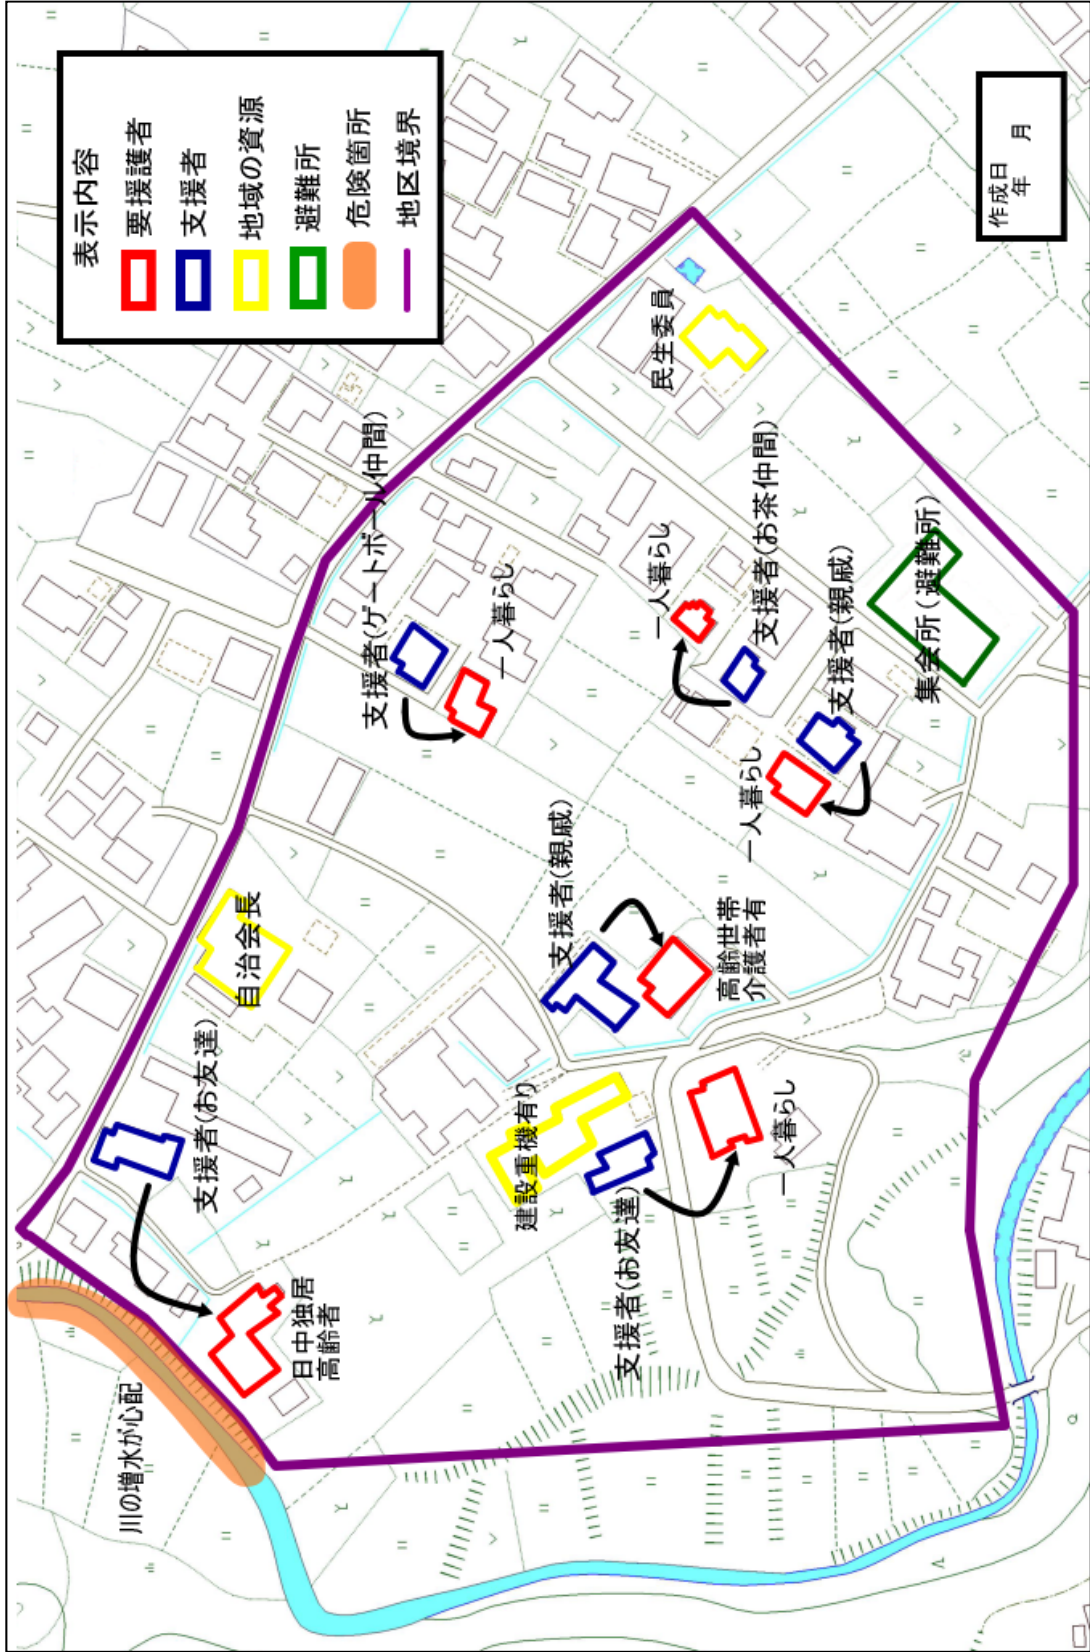 表示内容
要援護者
支援者
地域の資源
避難所
危険箇所
地区境界
作成日
年　　月
川の増水が心配
支援者(お友達)
日中独居
高齢者
自治会長
支援者(ゲートボール仲間)
一人暮らし
民生委員
建設重機有り
支援者(お友達)
一人暮らし
支援者(親戚)
高齢世帯
介護者有
一人暮らし
支援者(お茶仲間)
一人暮らし
支援者(親戚)
集会所(避難所)